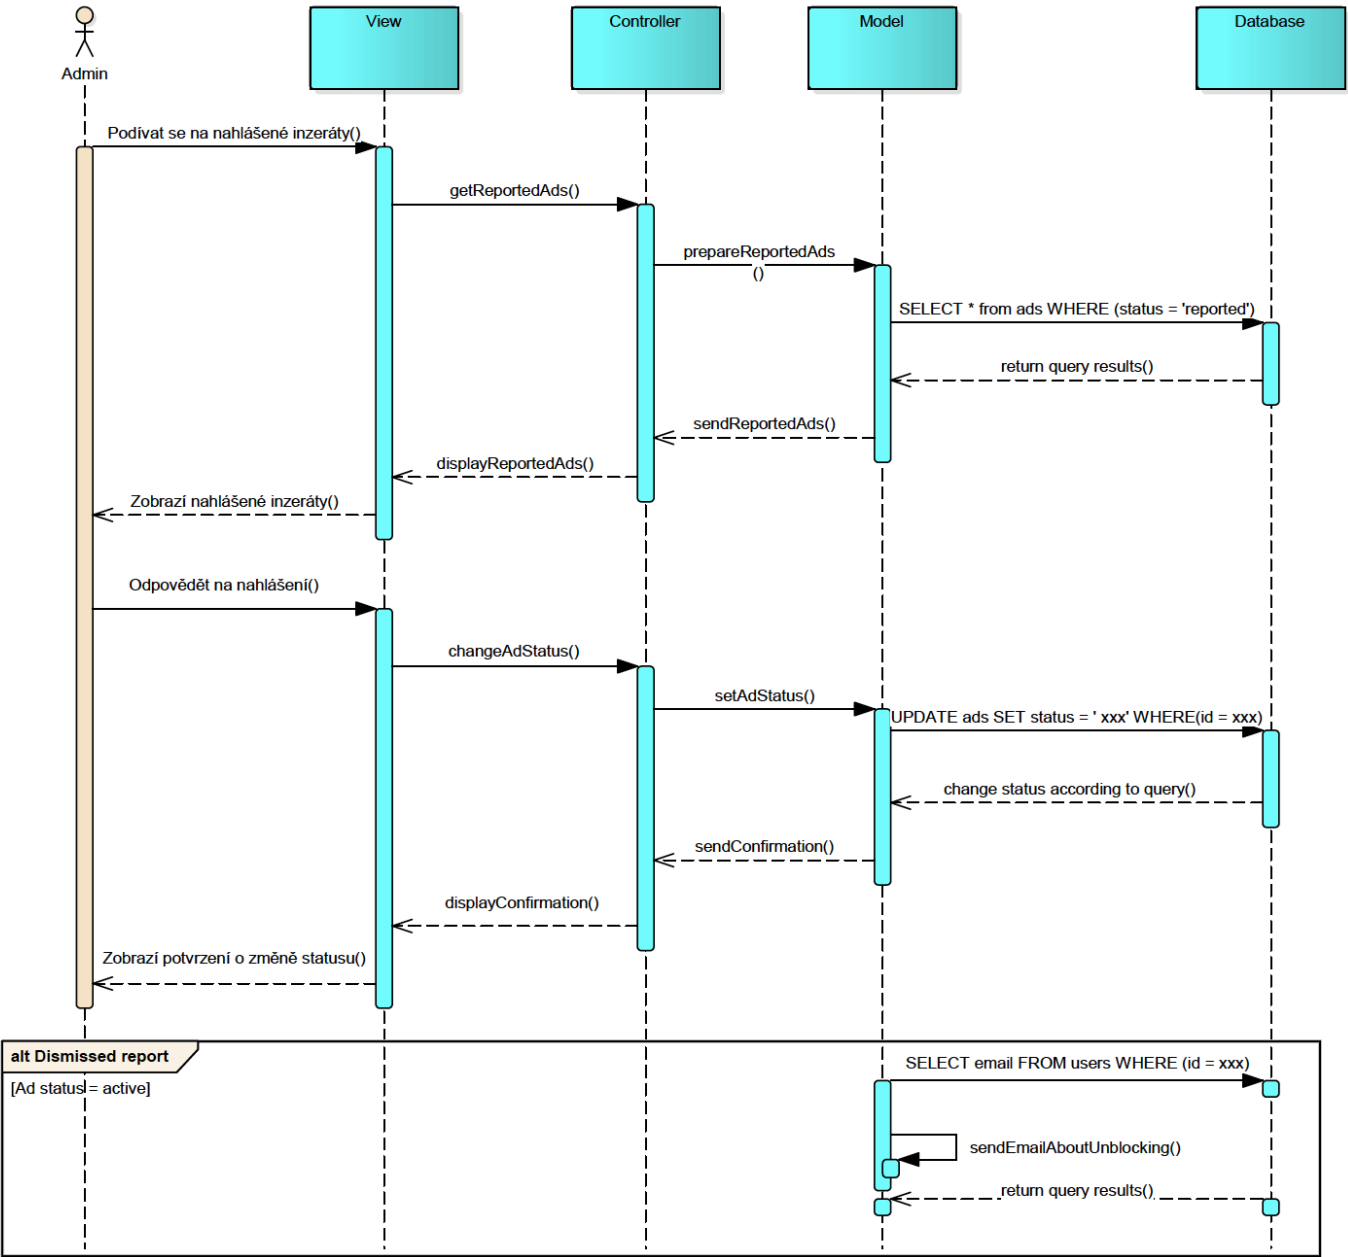 View
Controller
Model
Database
Admin
Podívat se na nahlášené inzeráty()
getReportedAds()
prepareReportedAds
()
SELECT * from ads WHERE (status = 'reported')
return query results()
sendReportedAds()
displayReportedAds()
Zobrazí nahlášené inzeráty()
Odpovědět na nahlášení()
changeAdStatus()
setAdStatus()
UPDATE ads SET status = ' xxx' WHERE(id = xxx)
change status according to query()
sendConfirmation()
displayConfirmation()
Zobrazí potvrzení o změně statusu()
alt Dismissed report
[Ad status = active]
SELECT email FROM users WHERE (id = xxx)
sendEmailAboutUnblocking()
return query results()